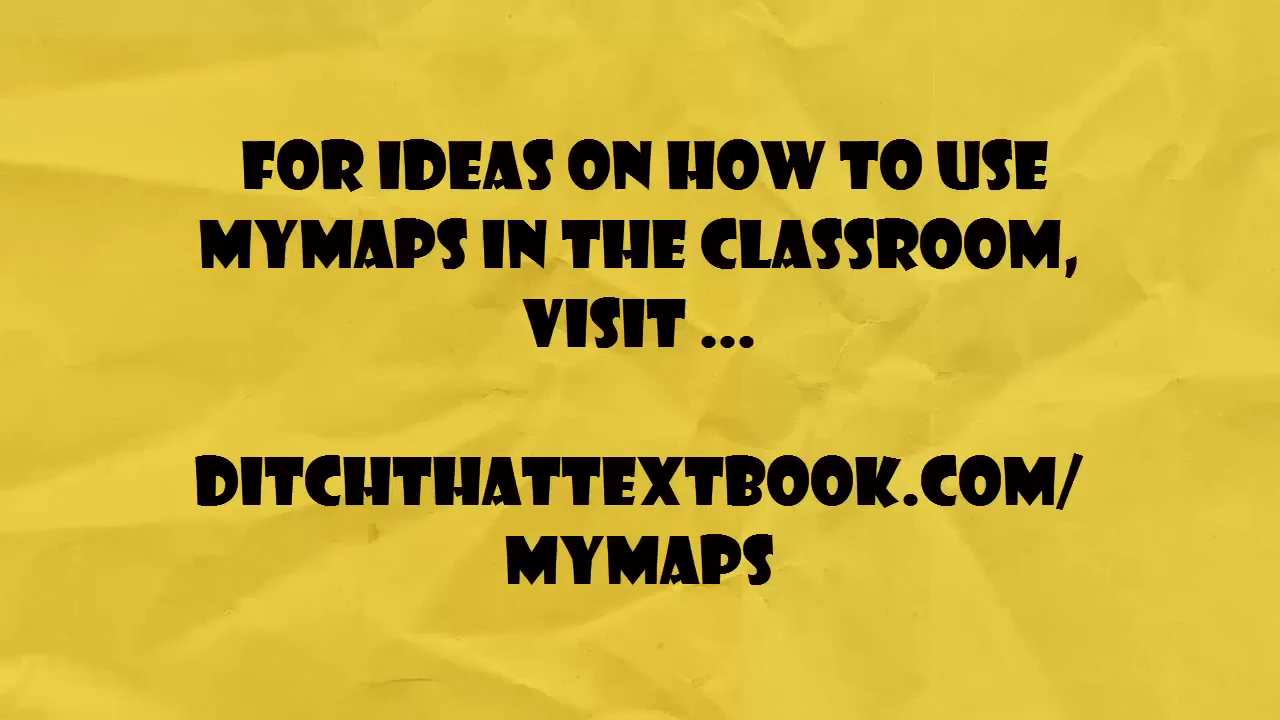 FOR IDEAS ON HOW TO USE
MYMAPS IN THE CLASSROOM,
VISIT ...
DITCHTHATTEXTBOOK.COM/
MYMAPS